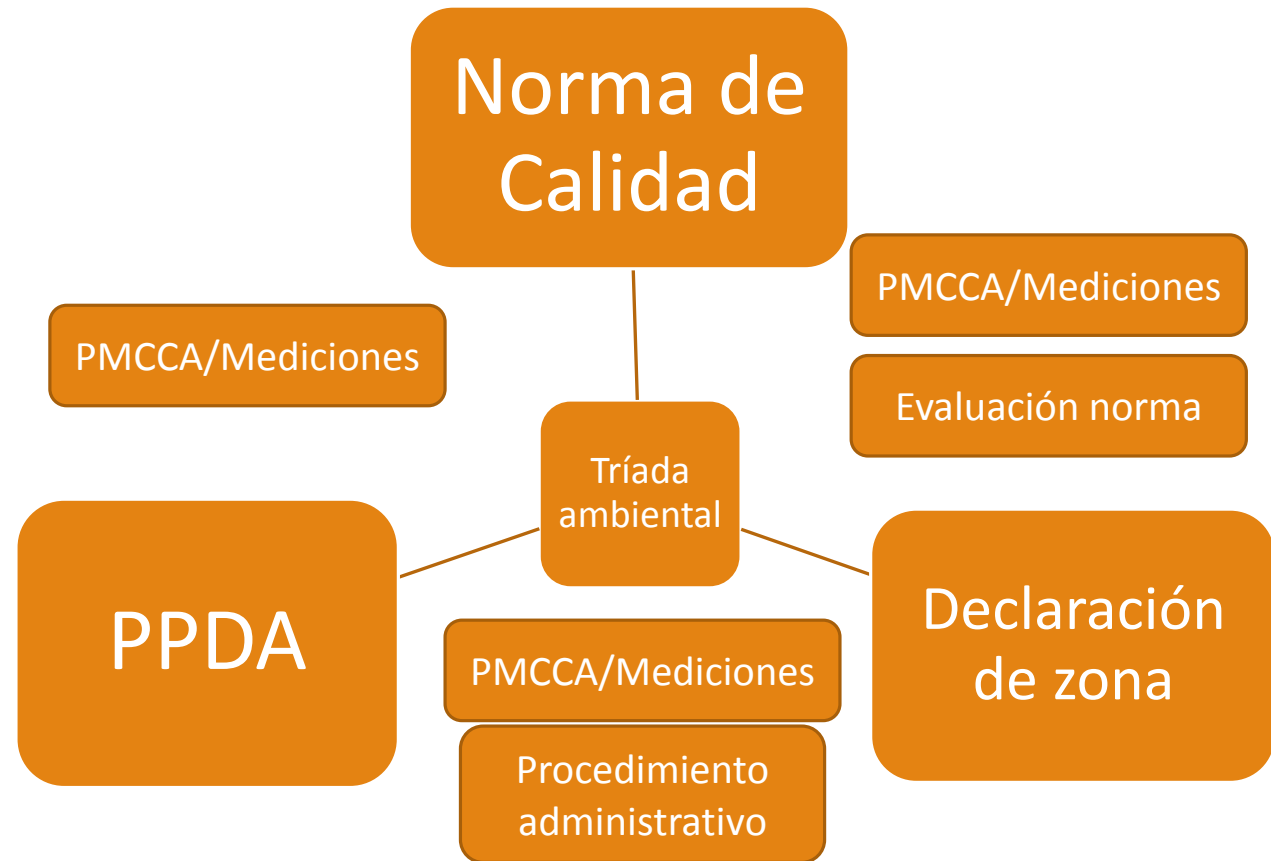 Norma de
Calidad
PMCCA/Mediciones
PMCCA/Mediciones
Evaluación norma
Tríada
ambiental
PPDA
Declaración
de zona
PMCCA/Mediciones
Procedimiento
administrativo